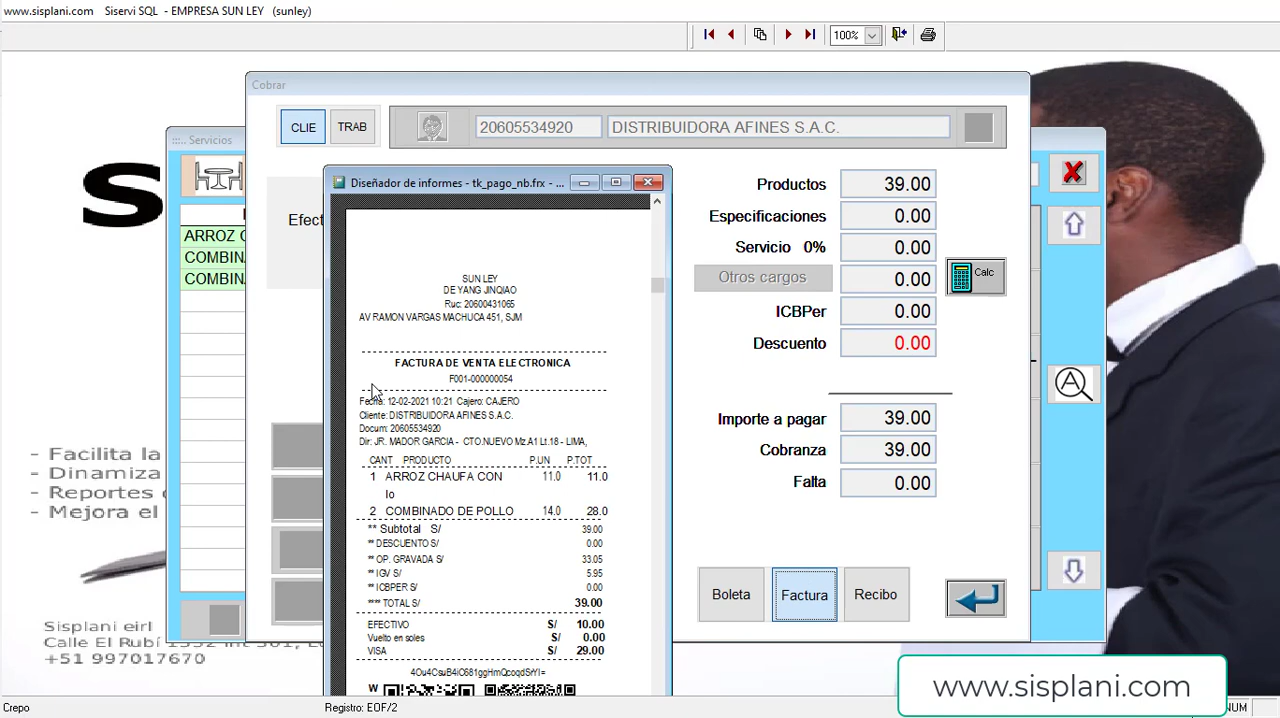 www.sisplani.com Siservi SQL - EMPRESA SUN LEY (sunley)
100%
Cobrar
CLIE TRAB 20605534920 DISTRIBUIDORA AFINES S.A.C.
::... Servicios
Diseñador de informes - tk_pago_nb.frx - ...
S
Efect
ARROZ C
COMBINA
COMBINA
Productos 39.00
Especificaciones 0.00
Servicio 0% 0.00
Otros cargos 0.00
Calc
ICBPer 0.00
Descuento 0.00
Importe a pagar 39.00
Cobranza 39.00
Falta 0.00
Boleta Factura Recibo
SUN LEY
DE YANG JINQIAO
Ruc: 20600431065
AV RAMON VARGAS MACHUCA 451, SJM
FACTURA DE VENTA ELECTRONICA
F001-000000054
Fecha: 12-02-2021 10:21 Cajero: CAJERO
Cliente: DISTRIBUIDORA AFINES S.A.C.
Docum: 20605534920
Dir: JR. MADOR GARCIA - CTO.NUEVO Mz.A1 Lt.18 - LIMA,
CANT PRODUCTO P.UN P.TOT
1 ARROZ CHAUFA CON 11.0 11.0
lo
2 COMBINADO DE POLLO 14.0 28.0
** Subtotal S/ 39.00
** DESCUENTO S/ 0.00
** OP. GRAVADA S/ 33.05
** IGV S/ 5.95
** ICBPER S/ 0.00
*** TOTAL S/ 39.00
EFECTIVO S/ 10.00
Vuelto en soles S/ 0.00
VISA S/ 29.00
W
- Facilita la
- Dinamiza
- Reportes
- Mejora el
Sisplani eirl
Calle El Rubí
+51 997017670
www.sisplani.com
Crepo Registro: EOF/2 NUM